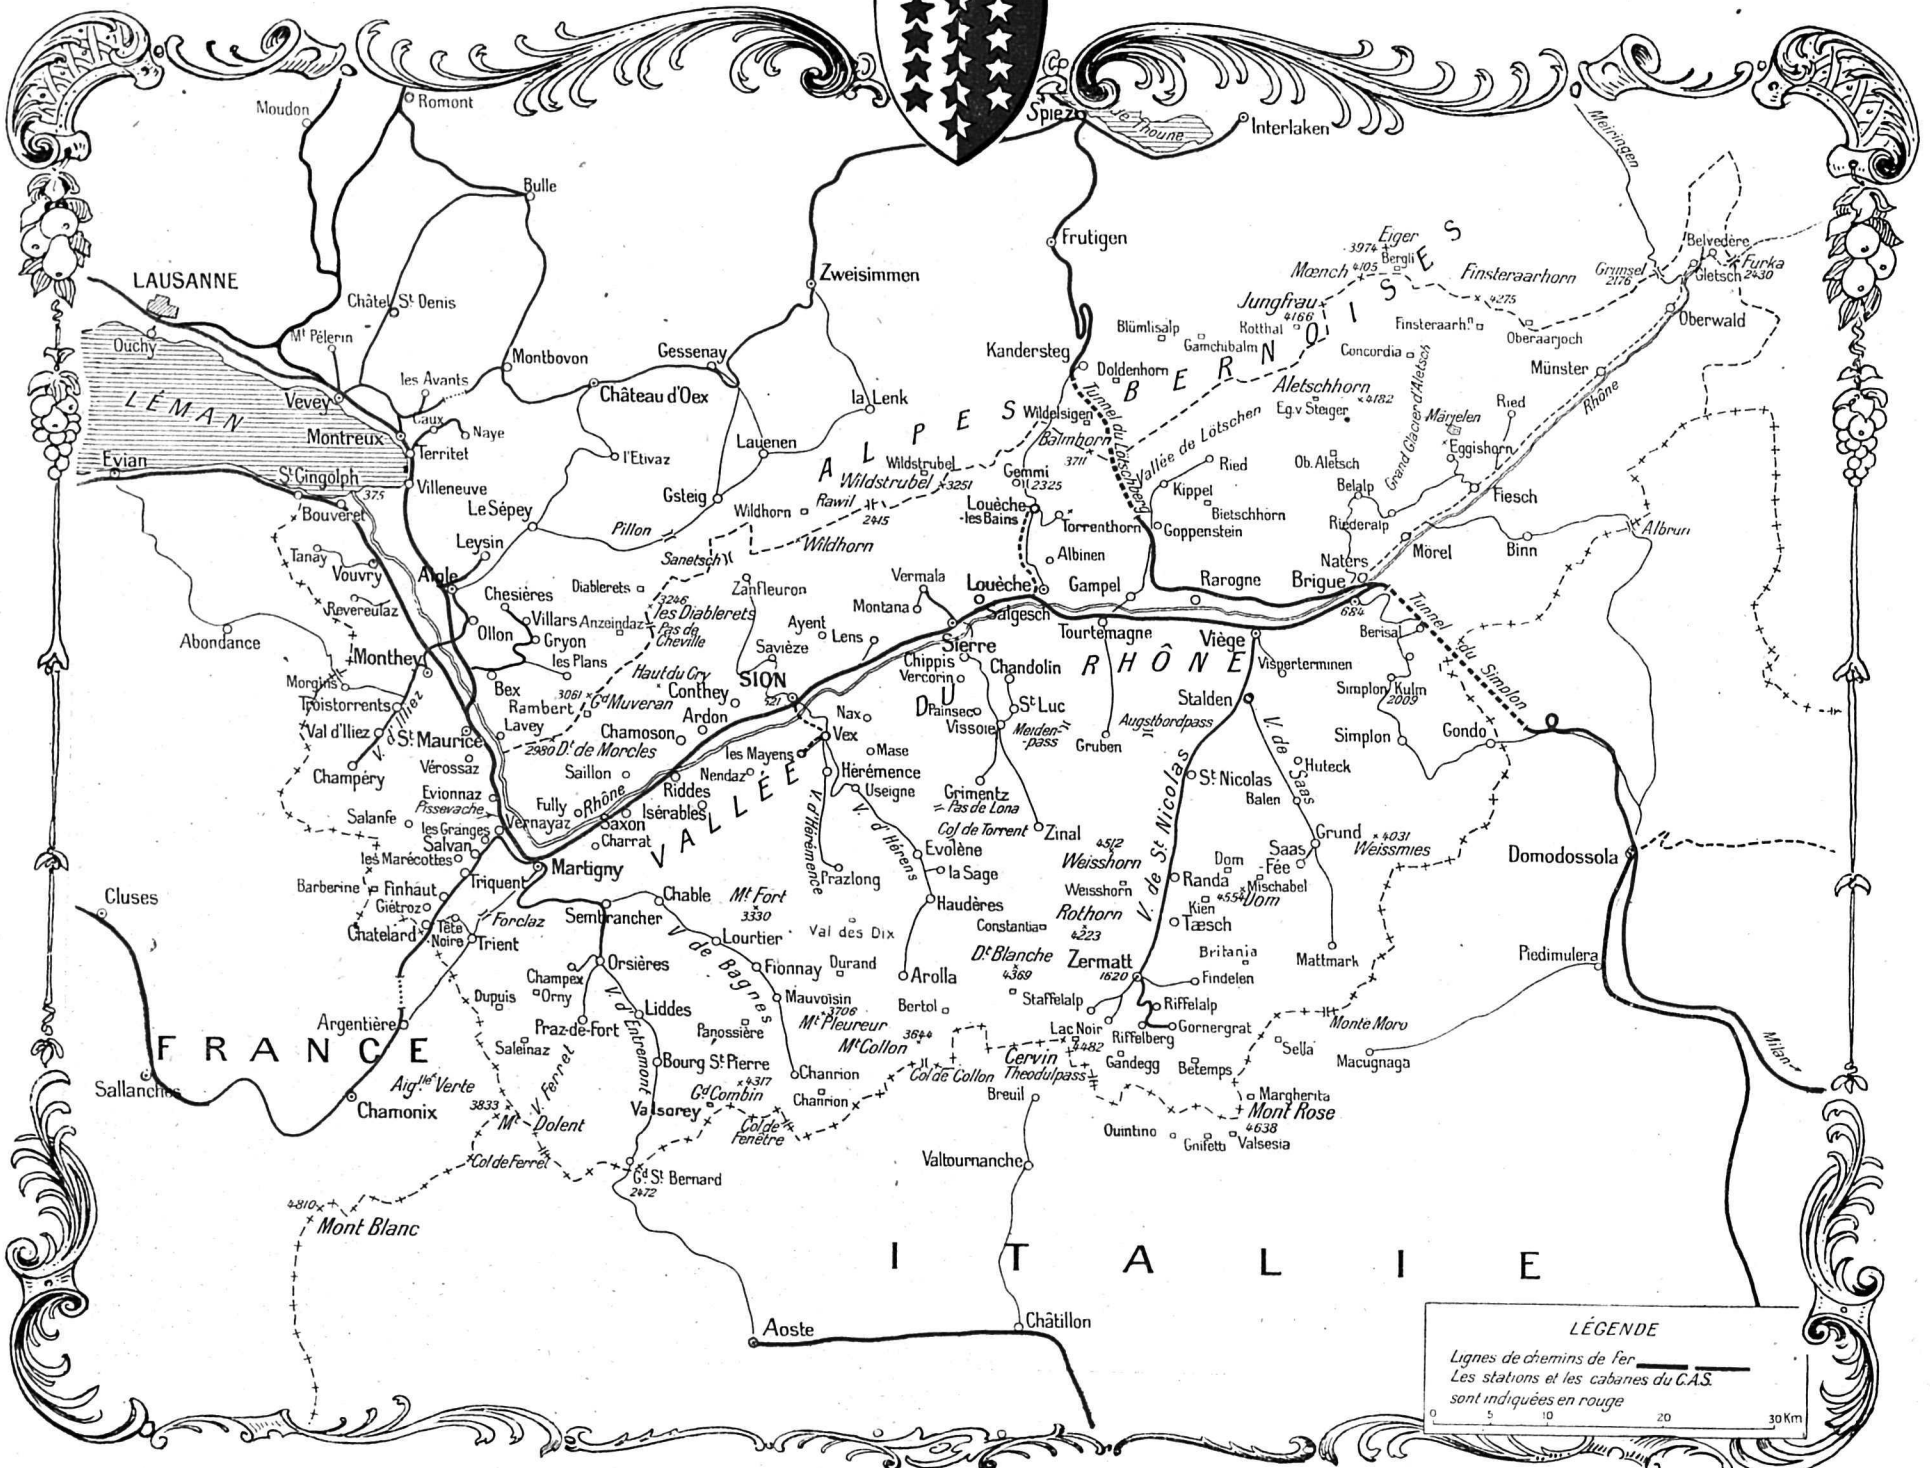 Moudon
Romont
Spiez
de Thoune
Interlaken
Meiringen
Bulle
Frutigen
Zweisimmen
LAUSANNE
Ouchy
LÉMAN
Châtel St Denis
Mt Pélerin
Vevey
les Avants
Caux
Naye
Montreux
Territet
Villeneuve
Evian
St Gingolph
375
Bouveret
Montbovon
Château d'Oex
Gessenay
la Lenk
Lauenen
l'Etivaz
Gsteig
Le Sépey
Pillon
Leysin
Aigle
Kandersteg
Doldenhorn
Blümlisalp
Gamchibalm
Rotthal
Jungfrau
4166
Mœnch 4105
3974
Eiger
Bergli
Finsteraarhorn
4275
Finsteraarh.n
Oberaarjoch
Concordia
Grimsel
2176
Belvédère
Gletsch
Furka
2430
Oberwald
Münster
Rhône
ALPES BERNOISES
Aletschhorn
4182
Eg. v Steiger
Grand Glacier d'Aletsch
Märjelen
Ried
Eggishorn
Fiesch
Ob. Aletsch
Belalp
Riederalp
Mörel
Binn
Albrun
Wildelsigen
Balmhorn
3711
Tunnel du Lötschberg
Vallée de Lötschen
Ried
Kippel
Bietschhorn
Goppenstein
Gemmi
2325
Louèche
-les Bains
Torrenthorn
Albinen
Wildstrubel
Wildstrubel
3251
Rawil
2415
Wildhorn
Wildhorn
Sanetsch
Zanfleuron
Diablerets
3246
les Diablerets
Anzeindaz
Pas de
Cheville
Tanay
Vouvry
Revereulaz
Abondance
Chesières
Villars
Ollon
Gryon
les Plans
Bex
Monthey
Morgins
Troistorrents
Val d'Illiez
V. d'Illiez
Champéry
St Maurice
Lavey
Vérossaz
Rambert
3061
Gd Muveran
Haut du Cry
2980
Dt de Morcles
Vermala
Montana
Ayent
Lens
Savièze
SION
421
Conthey
Ardon
Chamoson
Louèche
Salgesch
Gampel
Tourtemagne
Rarogne
Viège
Brigue
684
Naters
Berisal
Tunnel du Simplon
Visperterminen
Simplon Kulm
2009
Simplon
Gondo
VALLÉE DU RHÔNE
Sierre
Chippis
Vercorin
Chandolin
Painsec
Vissoie
St Luc
Meiden-
-pass
Gruben
Augstbordpass
Stalden
V. de Saas
V. de St Nicolas
St Nicolas
Huteck
Balen
Grund
Saas
-Fée
4031
Weissmies
Mattmark
Nax
Vex
les Mayens
Mase
Hérémence
Useigne
Nendaz
Saillon
Riddes
Isérables
Saxon
Charrat
Fully
Rhône
Evionnaz
Pissevache
Vernayaz
Salanfe
les Granges
Salvan
les Marécottes
Triquent
Martigny
Barberine
Finhaut
Giétroz
Chatelard
Tête
Noire
Trient
Forclaz
Grimentz
Pas de Lona
Col de Torrent
Zinal
V. d'Hérémence
V. d'Hérens
Evolène
la Sage
Prazlong
Haudères
Arolla
Val des Dix
4512
Weisshorn
Weisshorn
Rothorn
4223
Constantia
Dt Blanche
4369
Randa
Kien
Tæsch
Dom
Mischabel
4554
Dom
Britania
Zermatt
1620
Findelen
Staffelalp
Riffelalp
Lac Noir
Riffelberg
Gornergrat
Cervin
4482
Theodulpass
Gandegg
Betemps
Sella
Monte Moro
Macugnaga
Margherita
Mont Rose
4638
Quintino
Gnifetti
Valsesia
Domodossola
Piedimulera
Milan
Sembrancher
Chable
Mt Fort
3330
Lourtier
V. de Bagnes
Fionnay
Durand
Mauvoisin
3706
Mt Pleureur
Bertol
3644
Mt Collon
Col de Collon
Chanrion
Chanrion
Panossière
Champex
Orsières
Orny
Dupuis
Praz-de-Fort
Saleinaz
V. Ferret
V. d'Entremont
Liddes
Bourg St Pierre
4317
Gd Combin
Valsorey
Col de
Fenêtre
Gd St Bernard
2472
Cluses
Sallanches
Argentière
Chamonix
FRANCE
Aiglle Verte
3833
Mt Dolent
Col de Ferret
4810
Mont Blanc
Breuil
Valtournanche
ITALIE
Aoste
Châtillon
LÉGENDE
Lignes de chemins de fer
Les stations et les cabanes du C.A.S.
sont indiquées en rouge
0 5 10 20 30 Km